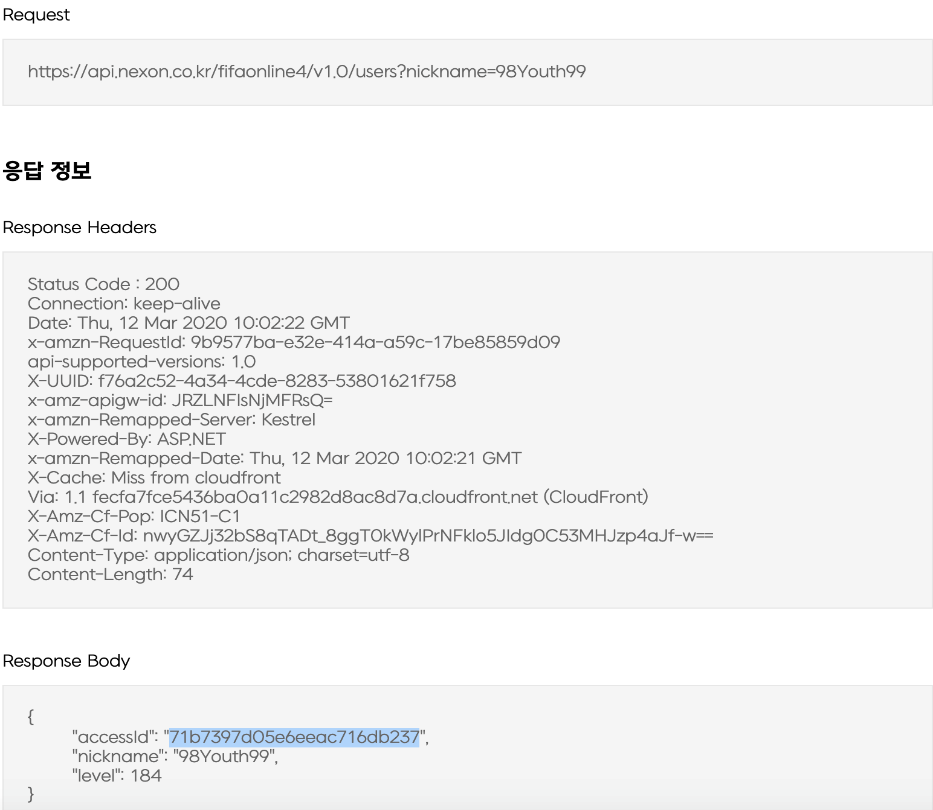 Request
https://api.nexon.co.kr/fifaonline4/v1.0/users?nickname=98Youth99
응답 정보
Response Headers
Status Code : 200
Connection: keep-alive
Date: Thu, 12 Mar 2020 10:02:22 GMT
x-amzn-RequestId: 9b9577ba-e32e-414a-a59c-17be85859d09
api-supported-versions: 1.0
X-UUID: f76a2c52-4a34-4cde-8283-53801621f758
x-amz-apigw-id: JRZLNFIsNjMFRsQ=
x-amzn-Remapped-Server: Kestrel
X-Powered-By: ASP.NET
x-amzn-Remapped-Date: Thu, 12 Mar 2020 10:02:21 GMT
X-Cache: Miss from cloudfront
Via: 1.1 fecfa7fce5436ba0a11c2982d8ac8d7a.cloudfront.net (CloudFront)
X-Amz-Cf-Pop: ICN51-C1
X-Amz-Cf-Id: nwyGZJj32bS8qTADt_8ggT0kWylPrNFklo5JIdg0C53MHJzp4aJf-w==
Content-Type: application/json; charset=utf-8
Content-Length: 74
Response Body
{
"accessId": "71b7397d05e6eeac716db237",
"nickname": "98Youth99",
"level": 184
}